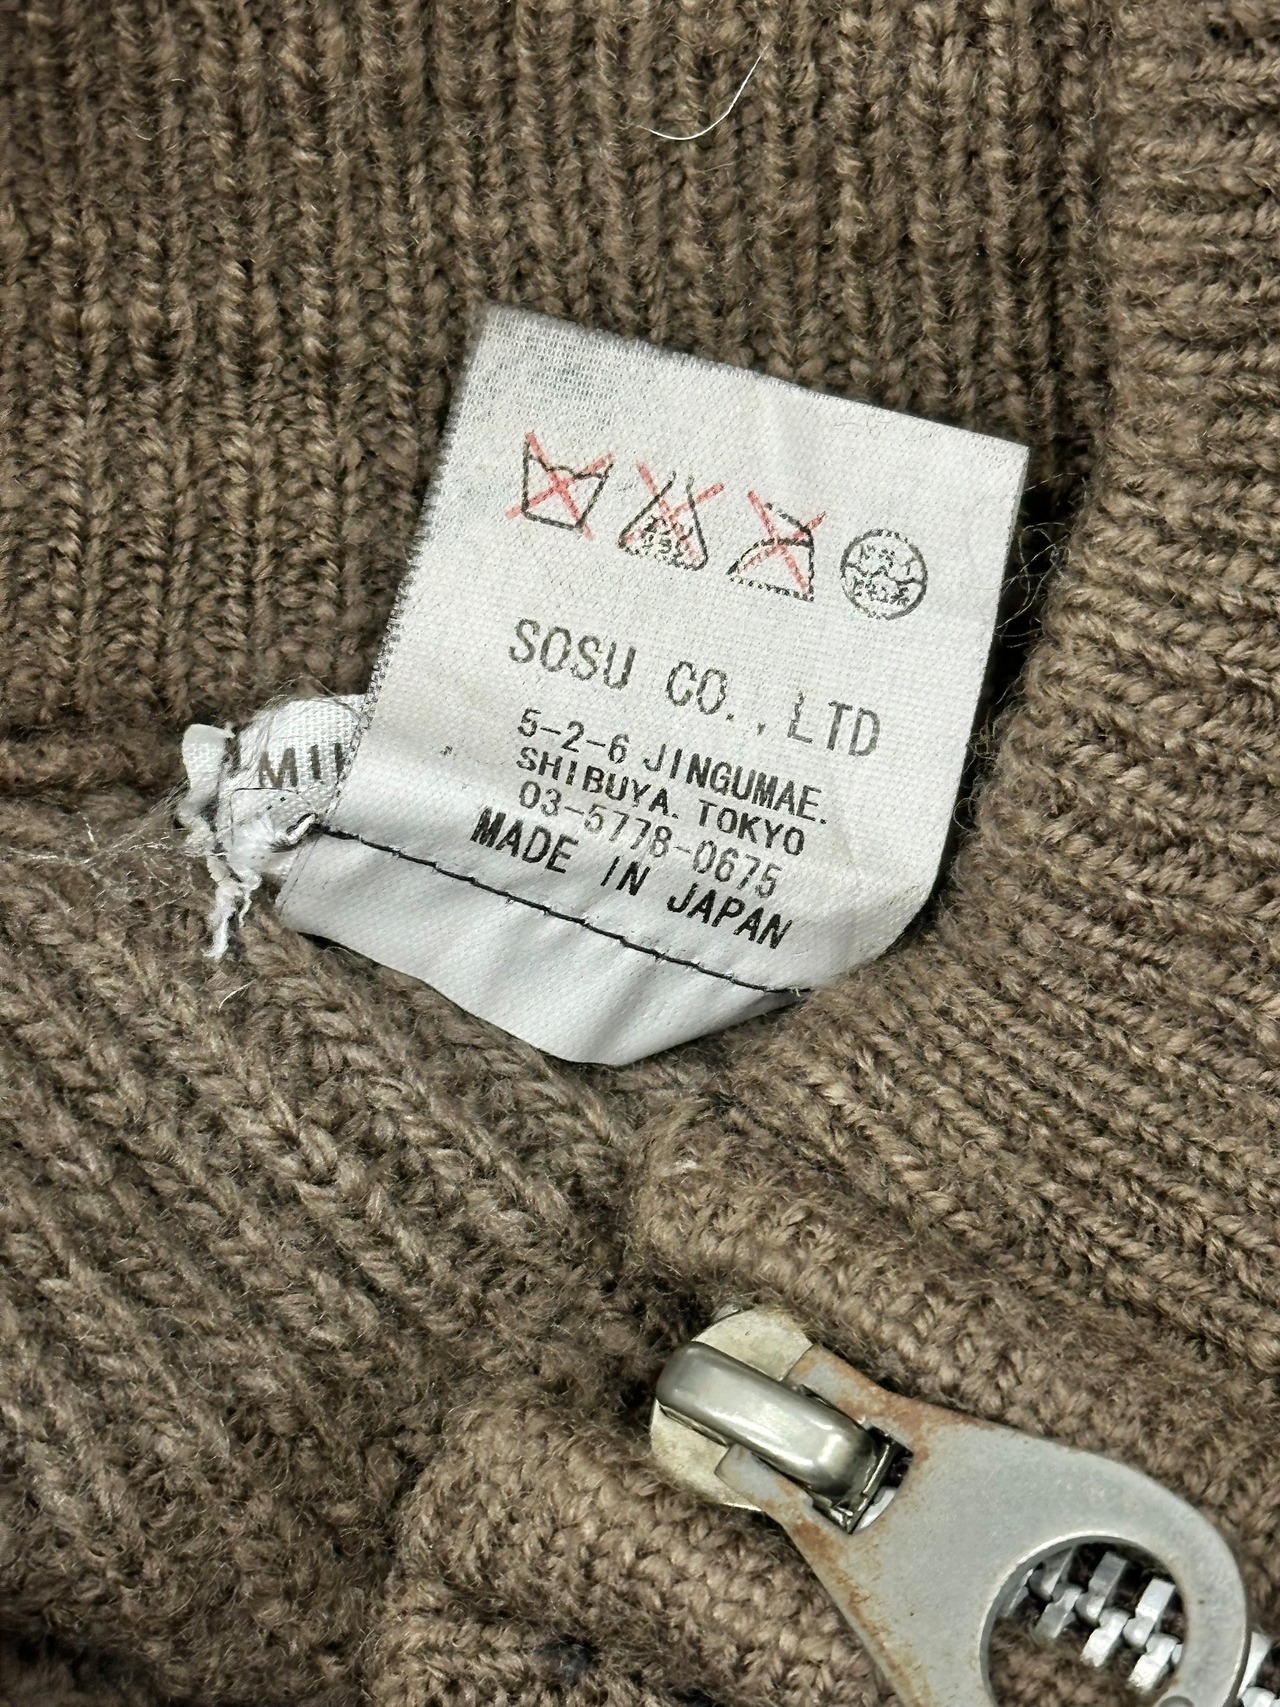 SOSU CO.,LTD
5-2-6 JINGUMAE.
SHIBUYA. TOKYO
03-5778-0675
MADE IN JAPAN